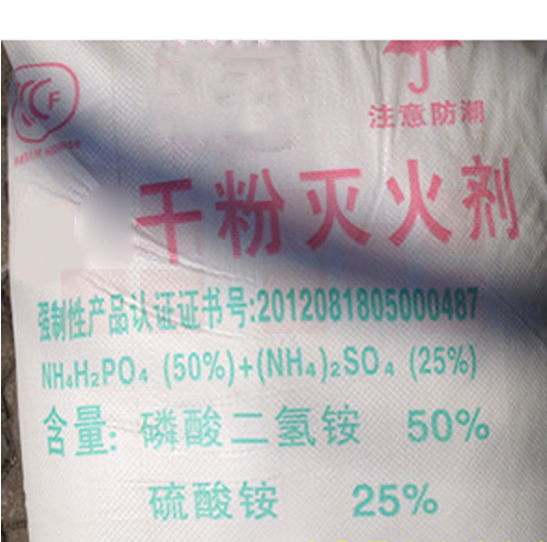 CCF
注意防潮
干粉灭火剂
强制性产品认证证书号:2012081805000487
NH₄H₂PO₄ (50%)+(NH₄)₂SO₄ (25%)
含量: 磷酸二氢铵 50%
硫酸铵 25%